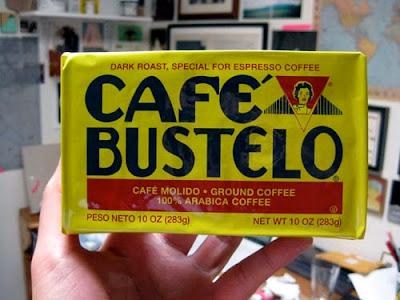 DARK ROAST, SPECIAL FOR ESPRESSO COFFEE
CAFÉ
BUSTELO
CAFÉ MOLIDO • GROUND COFFEE
100% ARABICA COFFEE
PESO NETO 10 OZ (283g)
NET WT 10 OZ (283g)